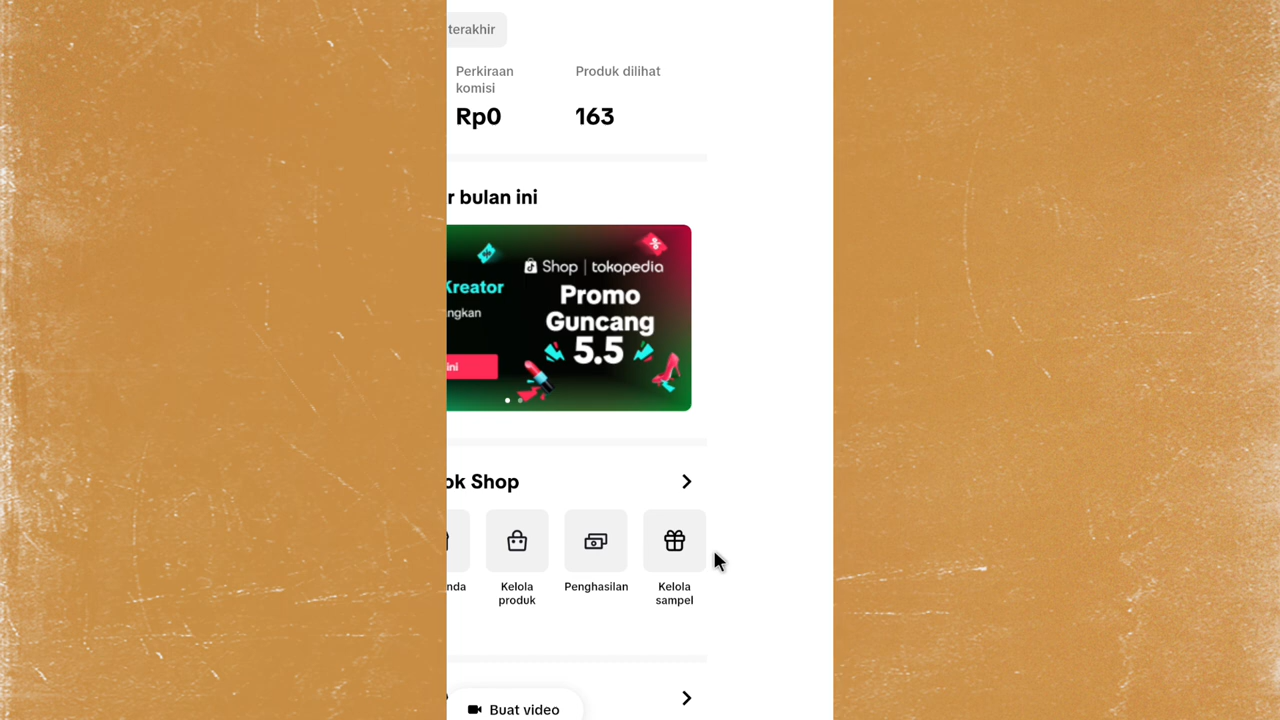 terakhir
Perkiraan komisi
Produk dilihat
Rp0
163
r bulan ini
Shop | tokopedia
Kreator
ngkan
Promo
Guncang
5.5
ini
ok Shop
nda
Kelola produk
Penghasilan
Kelola sampel
Buat video